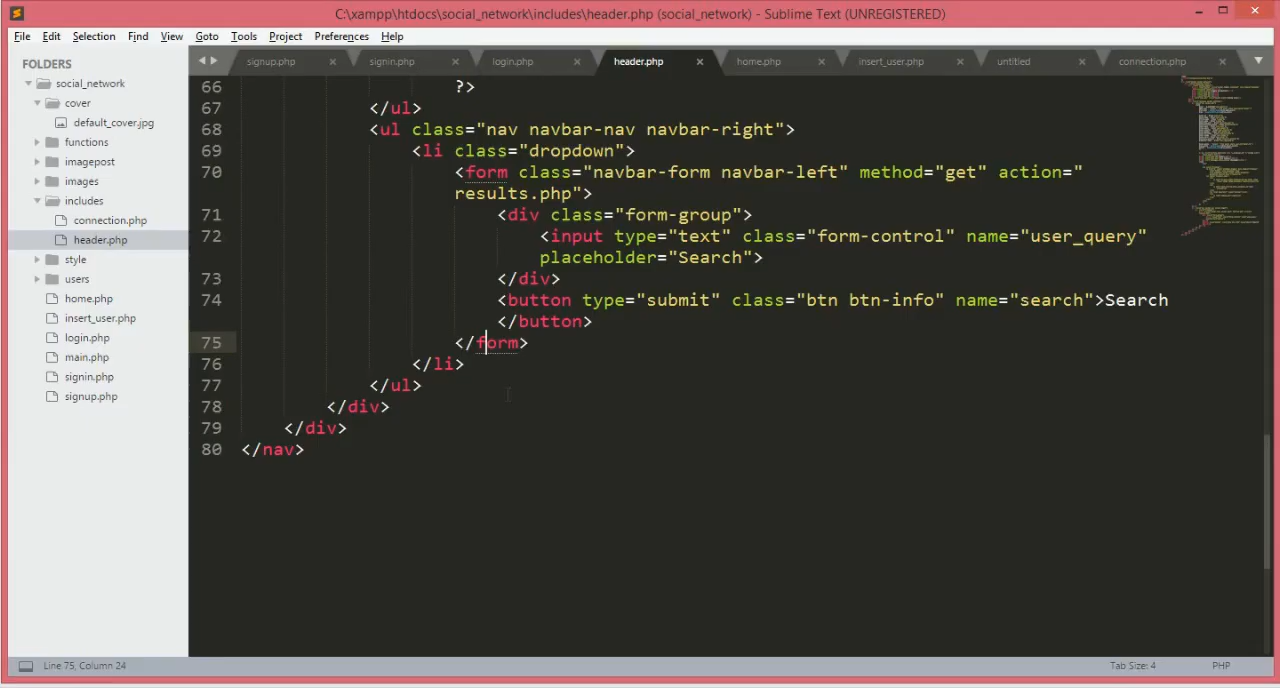 C:\xampp\htdocs\social_network\includes\header.php (social_network) - Sublime Text (UNREGISTERED)
File Edit Selection Find View Goto Tools Project Preferences Help
FOLDERS
social_network
cover
default_cover.jpg
functions
imagepost
images
includes
connection.php
header.php
style
users
home.php
insert_user.php
login.php
main.php
signin.php
signup.php
signup.php signin.php login.php header.php home.php insert_user.php untitled connection.php
66 ?>
67 </ul>
68 <ul class="nav navbar-nav navbar-right">
69 <li class="dropdown">
70 <form class="navbar-form navbar-left" method="get" action="
results.php">
71 <div class="form-group">
72 <input type="text" class="form-control" name="user_query"
placeholder="Search">
73 </div>
74 <button type="submit" class="btn btn-info" name="search">Search
</button>
75 </form>
76 </li>
77 </ul>
78 </div>
79 </div>
80 </nav>
Line 75, Column 24 Tab Size: 4 PHP